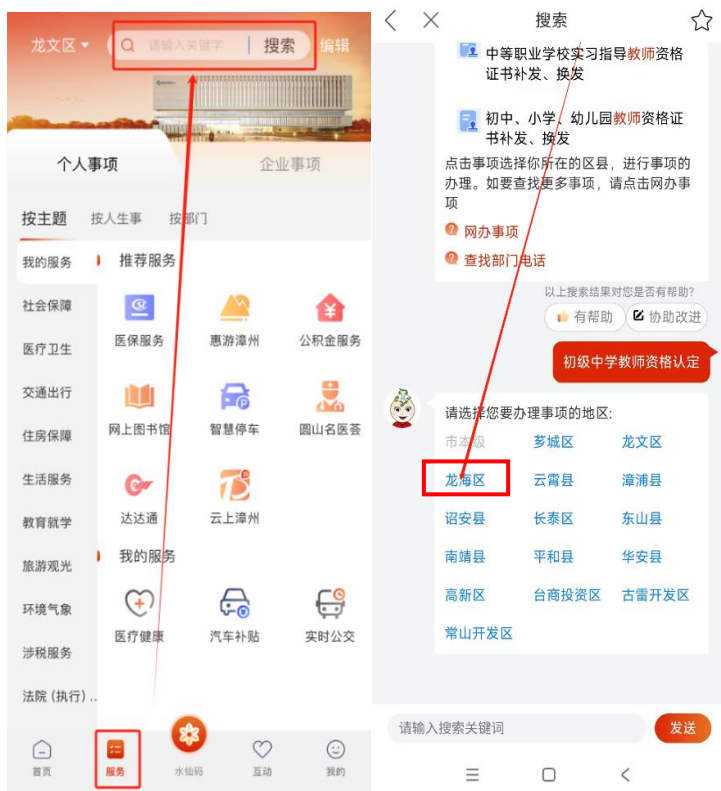 龙文区
请输入关键字
搜索
编辑
个人事项
企业事项
按主题
按人生事
按部门
我的服务
社会保障
医疗卫生
交通出行
住房保障
生活服务
教育就学
旅游观光
环境气象
涉税服务
法院（执行）...
推荐服务
医保服务
惠游漳州
公积金服务
网上图书馆
智慧停车
圆山名医荟
达达通
云上漳州
我的服务
医疗健康
汽车补贴
实时公交
首页
服务
水仙码
互动
我的
搜索
中等职业学校实习指导教师资格
证书补发、换发
初中、小学、幼儿园教师资格证
书补发、换发
点击事项选择你所在的区县，进行事项的
办理。如要查找更多事项，请点击网办事
项
网办事项
查找部门电话
以上搜索结果对您是否有帮助?
有帮助
协助改进
初级中学教师资格认定
请选择您要办理事项的地区:
市本级
芗城区
龙文区
龙海区
云霄县
漳浦县
诏安县
长泰区
东山县
南靖县
平和县
华安县
高新区
台商投资区
古雷开发区
常山开发区
请输入搜索关键词
发送